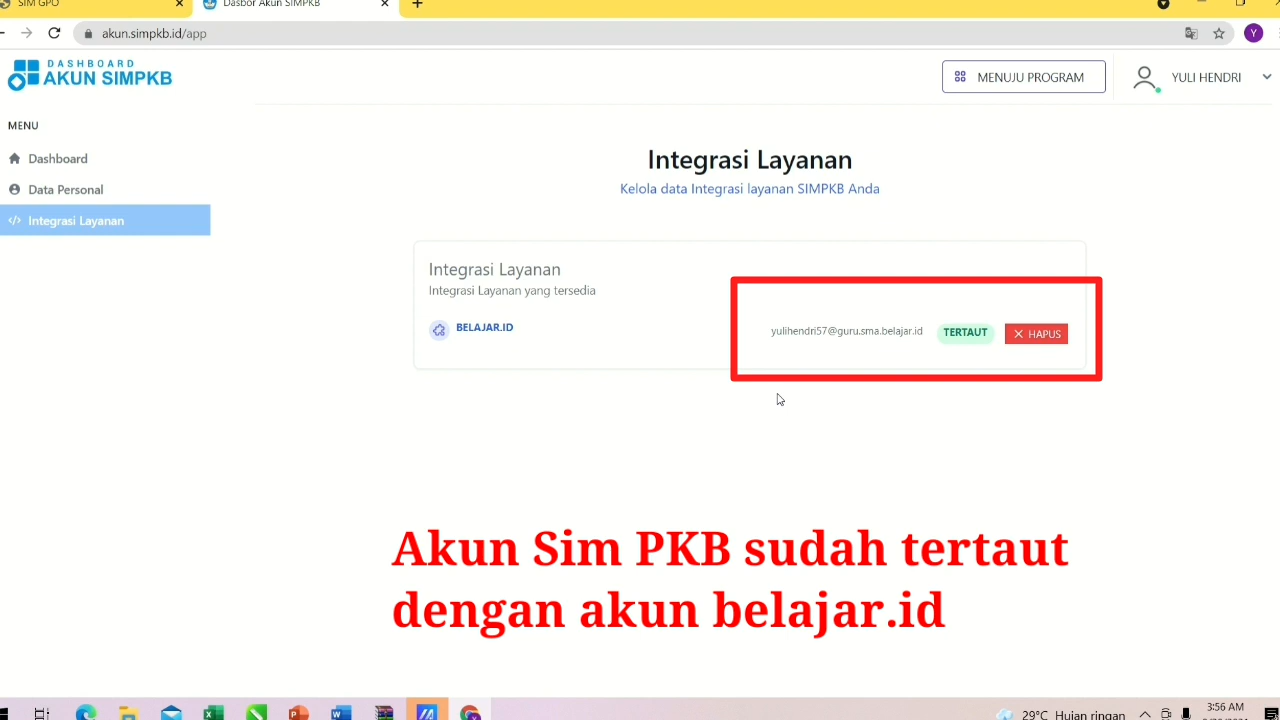 SIM GPO
Dasbor Akun SIMPKB
akun.simpkb.id/app
Y
DASHBOARD
AKUN SIMPKB
MENUJU PROGRAM
YULI HENDRI
MENU
Dashboard
Data Personal
Integrasi Layanan
Integrasi Layanan
Kelola data Integrasi layanan SIMPKB Anda
Integrasi Layanan
Integrasi Layanan yang tersedia
BELAJAR.ID
yulihendri57@guru.sma.belajar.id
TERTAUT
HAPUS
Akun Sim PKB sudah tertaut
dengan akun belajar.id
29°C Hujan ringan
3:56 AM